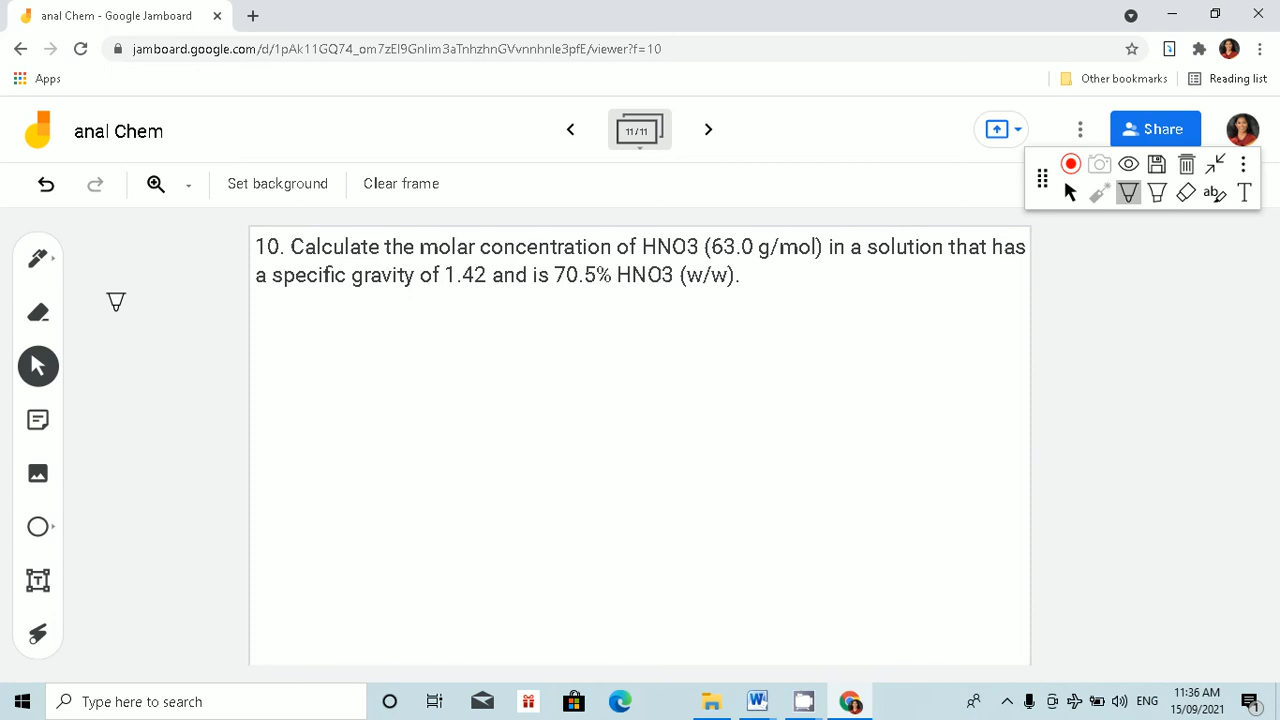 anal Chem - Google Jamboard
jamboard.google.com/d/1pAk11GQ74_om7zEI9Gnlim3aTnhzhnGVvrnhnle3pfE/viewer?f=10
Apps
Other bookmarks
Reading list
anal Chem
11/11
Share
Set background
Clear frame
ab
T
10. Calculate the molar concentration of HNO3 (63.0 g/mol) in a solution that has
a specific gravity of 1.42 and is 70.5% HNO3 (w/w).
T
Type here to search
W
ENG
11:36 AM
15/09/2021
1